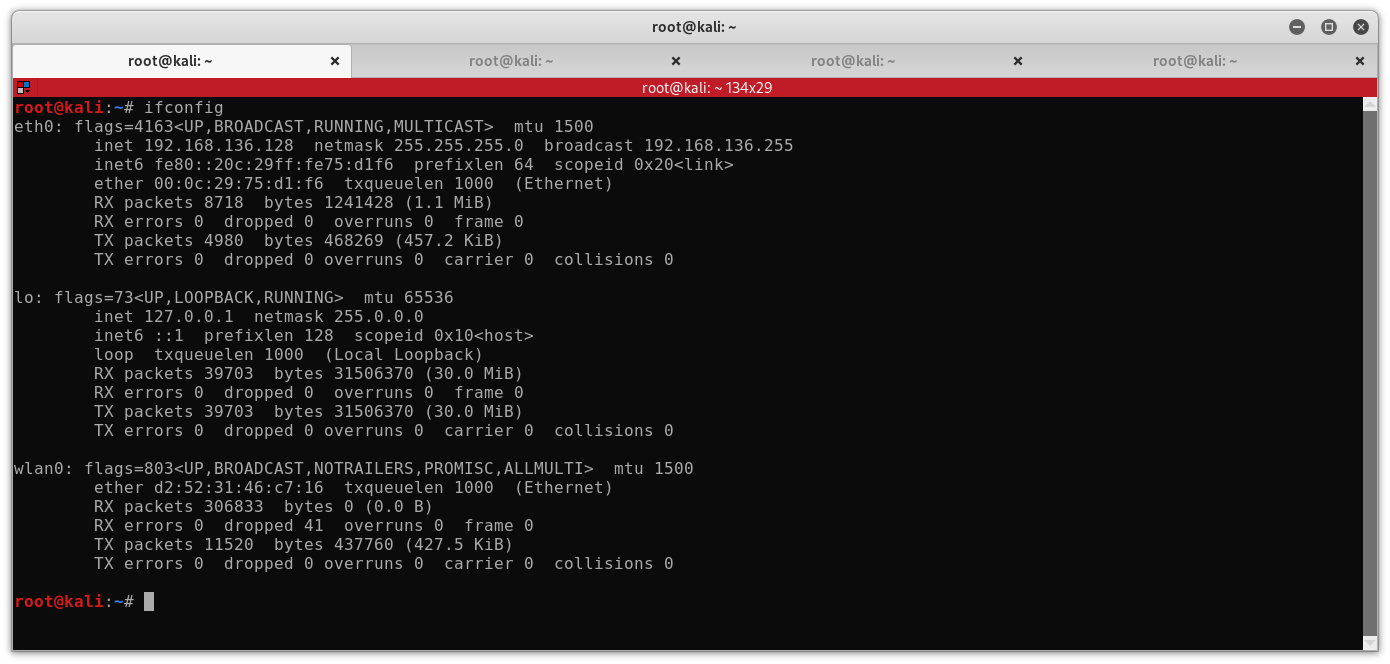 root@kali: ~
root@kali: ~ root@kali: ~ root@kali: ~ root@kali: ~
root@kali: ~ 134x29
root@kali:~# ifconfig
eth0: flags=4163<UP,BROADCAST,RUNNING,MULTICAST>  mtu 1500
        inet 192.168.136.128  netmask 255.255.255.0  broadcast 192.168.136.255
        inet6 fe80::20c:29ff:fe75:d1f6  prefixlen 64  scopeid 0x20<link>
        ether 00:0c:29:75:d1:f6  txqueuelen 1000  (Ethernet)
        RX packets 8718  bytes 1241428 (1.1 MiB)
        RX errors 0  dropped 0  overruns 0  frame 0
        TX packets 4980  bytes 468269 (457.2 KiB)
        TX errors 0  dropped 0 overruns 0  carrier 0  collisions 0

lo: flags=73<UP,LOOPBACK,RUNNING>  mtu 65536
        inet 127.0.0.1  netmask 255.0.0.0
        inet6 ::1  prefixlen 128  scopeid 0x10<host>
        loop  txqueuelen 1000  (Local Loopback)
        RX packets 39703  bytes 31506370 (30.0 MiB)
        RX errors 0  dropped 0  overruns 0  frame 0
        TX packets 39703  bytes 31506370 (30.0 MiB)
        TX errors 0  dropped 0 overruns 0  carrier 0  collisions 0

wlan0: flags=803<UP,BROADCAST,NOTRAILERS,PROMISC,ALLMULTI>  mtu 1500
        ether d2:52:31:46:c7:16  txqueuelen 1000  (Ethernet)
        RX packets 306833  bytes 0 (0.0 B)
        RX errors 0  dropped 41  overruns 0  frame 0
        TX packets 11520  bytes 437760 (427.5 KiB)
        TX errors 0  dropped 0 overruns 0  carrier 0  collisions 0

root@kali:~#